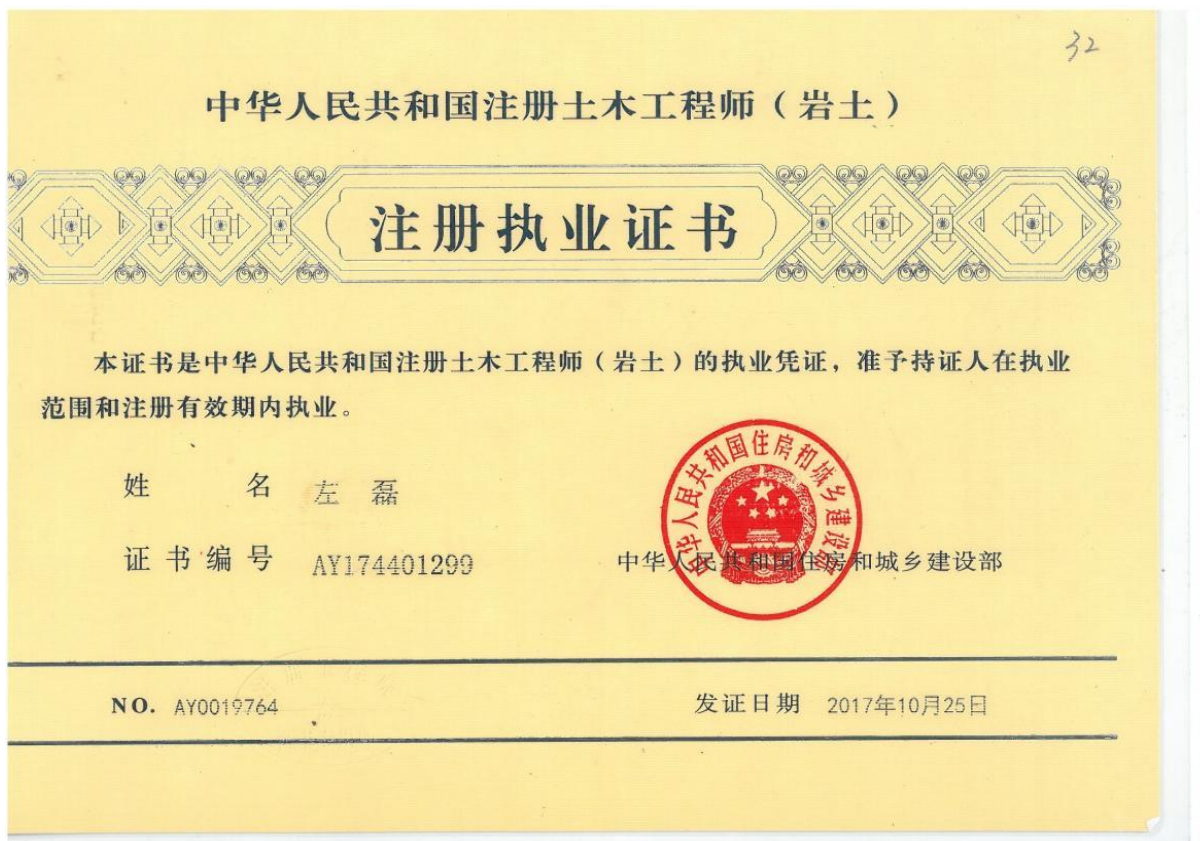 32
中华人民共和国注册土木工程师（岩土）
注册执业证书
本证书是中华人民共和国注册土木工程师（岩土）的执业凭证，准予持证人在执业
范围和注册有效期内执业。
姓 名 左 磊
证书编号 AY174401299
中华人民共和国住房和城乡建设部
中华人民共和国住房和城乡建设部
NO. AY0019764
发证日期 2017年10月25日